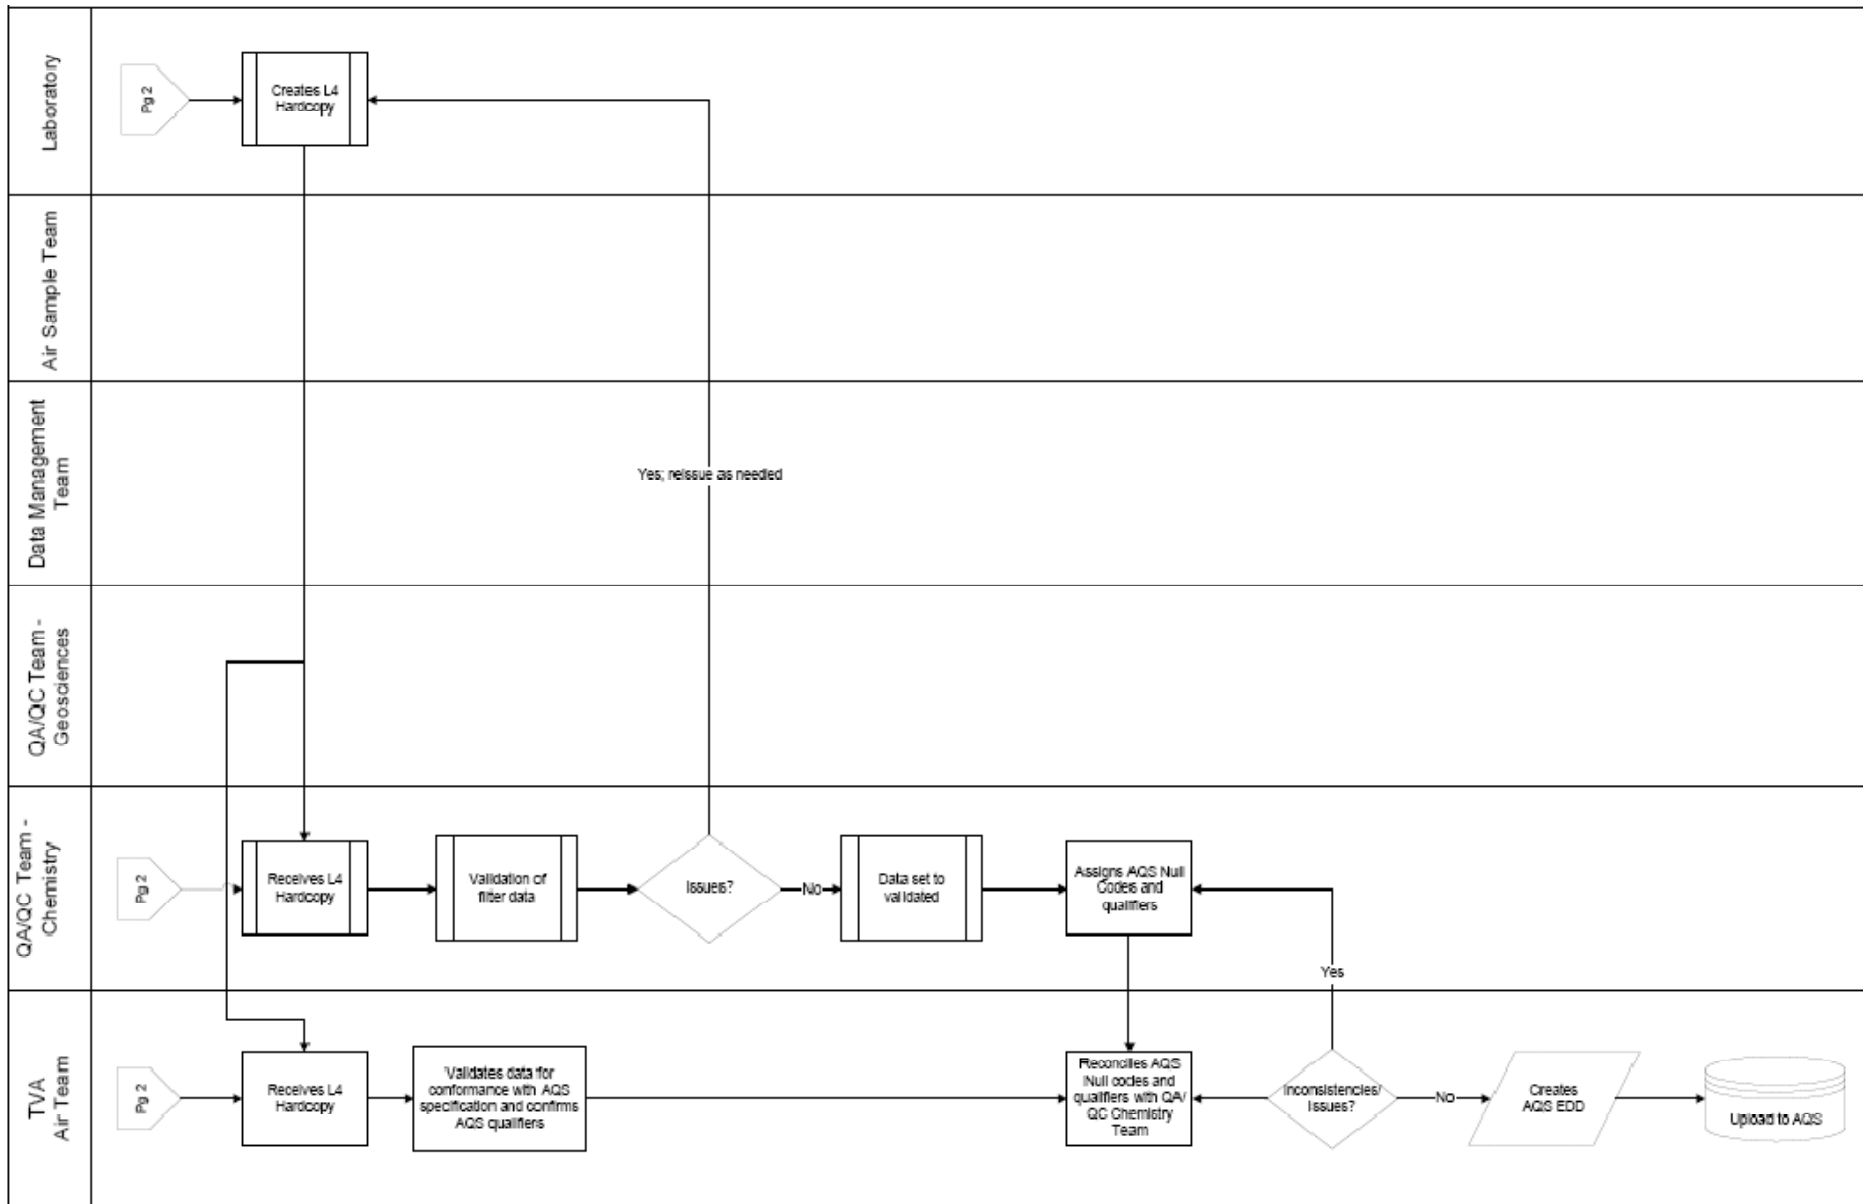 Laboratory
Pg 2
Creates L4
Hardcopy
Air Sample Team
Data Management
Team
Yes; reissue as needed
QA/QC Team -
Geosciences
QA/QC Team -
Chemistry
Pg 2
Receives L4
Hardcopy
Validation of
filter data
Issues?
No
Data set to
validated
Assigns AQS Null
Codes and
qualifiers
Yes
TVA
Air Team
Pg 2
Receives L4
Hardcopy
Validates data for
conformance with AQS
specification and confirms
AQS qualifiers
Reconciles AQS
Null codes and
qualifiers with QA/
QC Chemistry
Team
Inconsistencies/
Issues?
No
Creates
AQS EDD
Upload to AQS